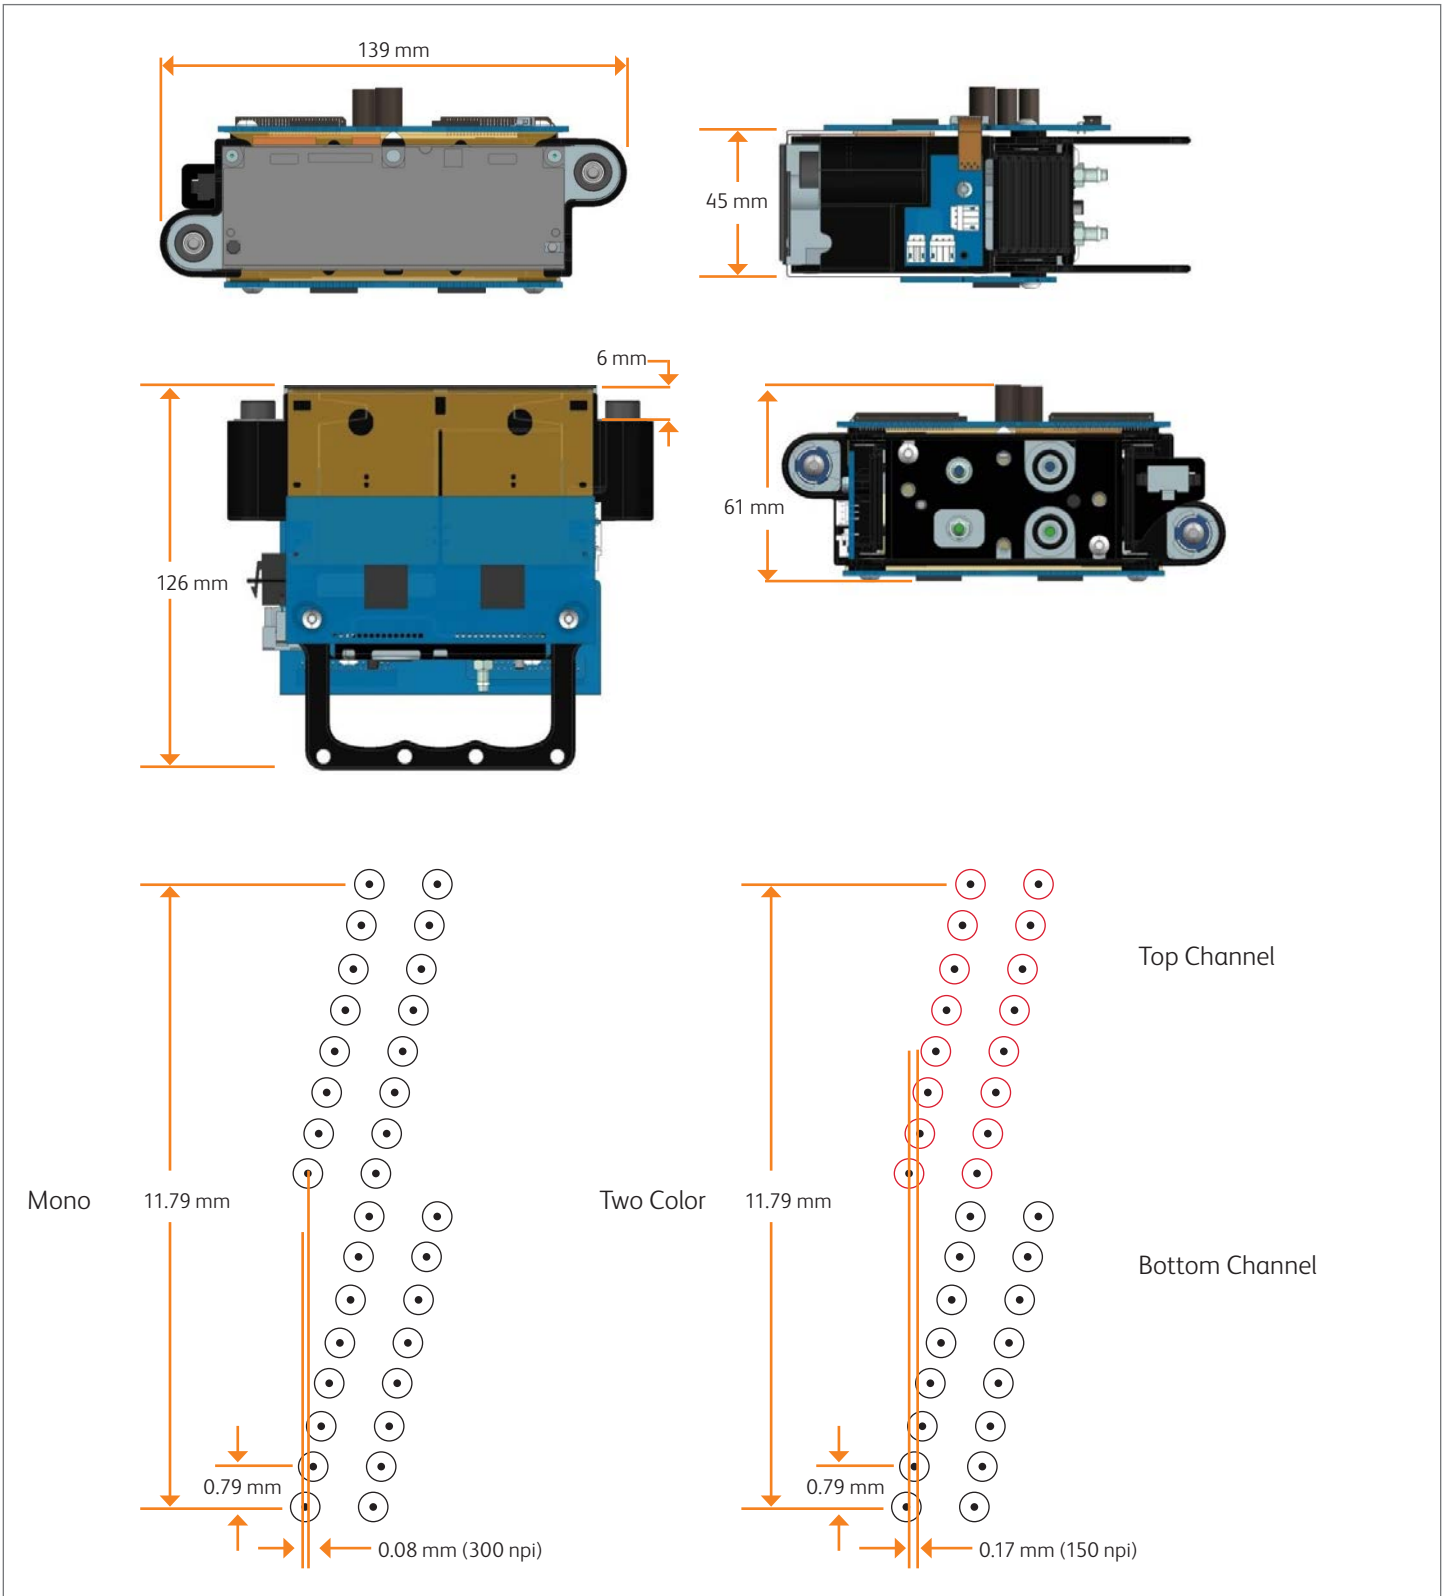 139 mm
45 mm
6 mm
126 mm
61 mm
Mono
11.79 mm
0.79 mm
0.08 mm (300 npi)
Two Color
11.79 mm
Top Channel
Bottom Channel
0.79 mm
0.17 mm (150 npi)